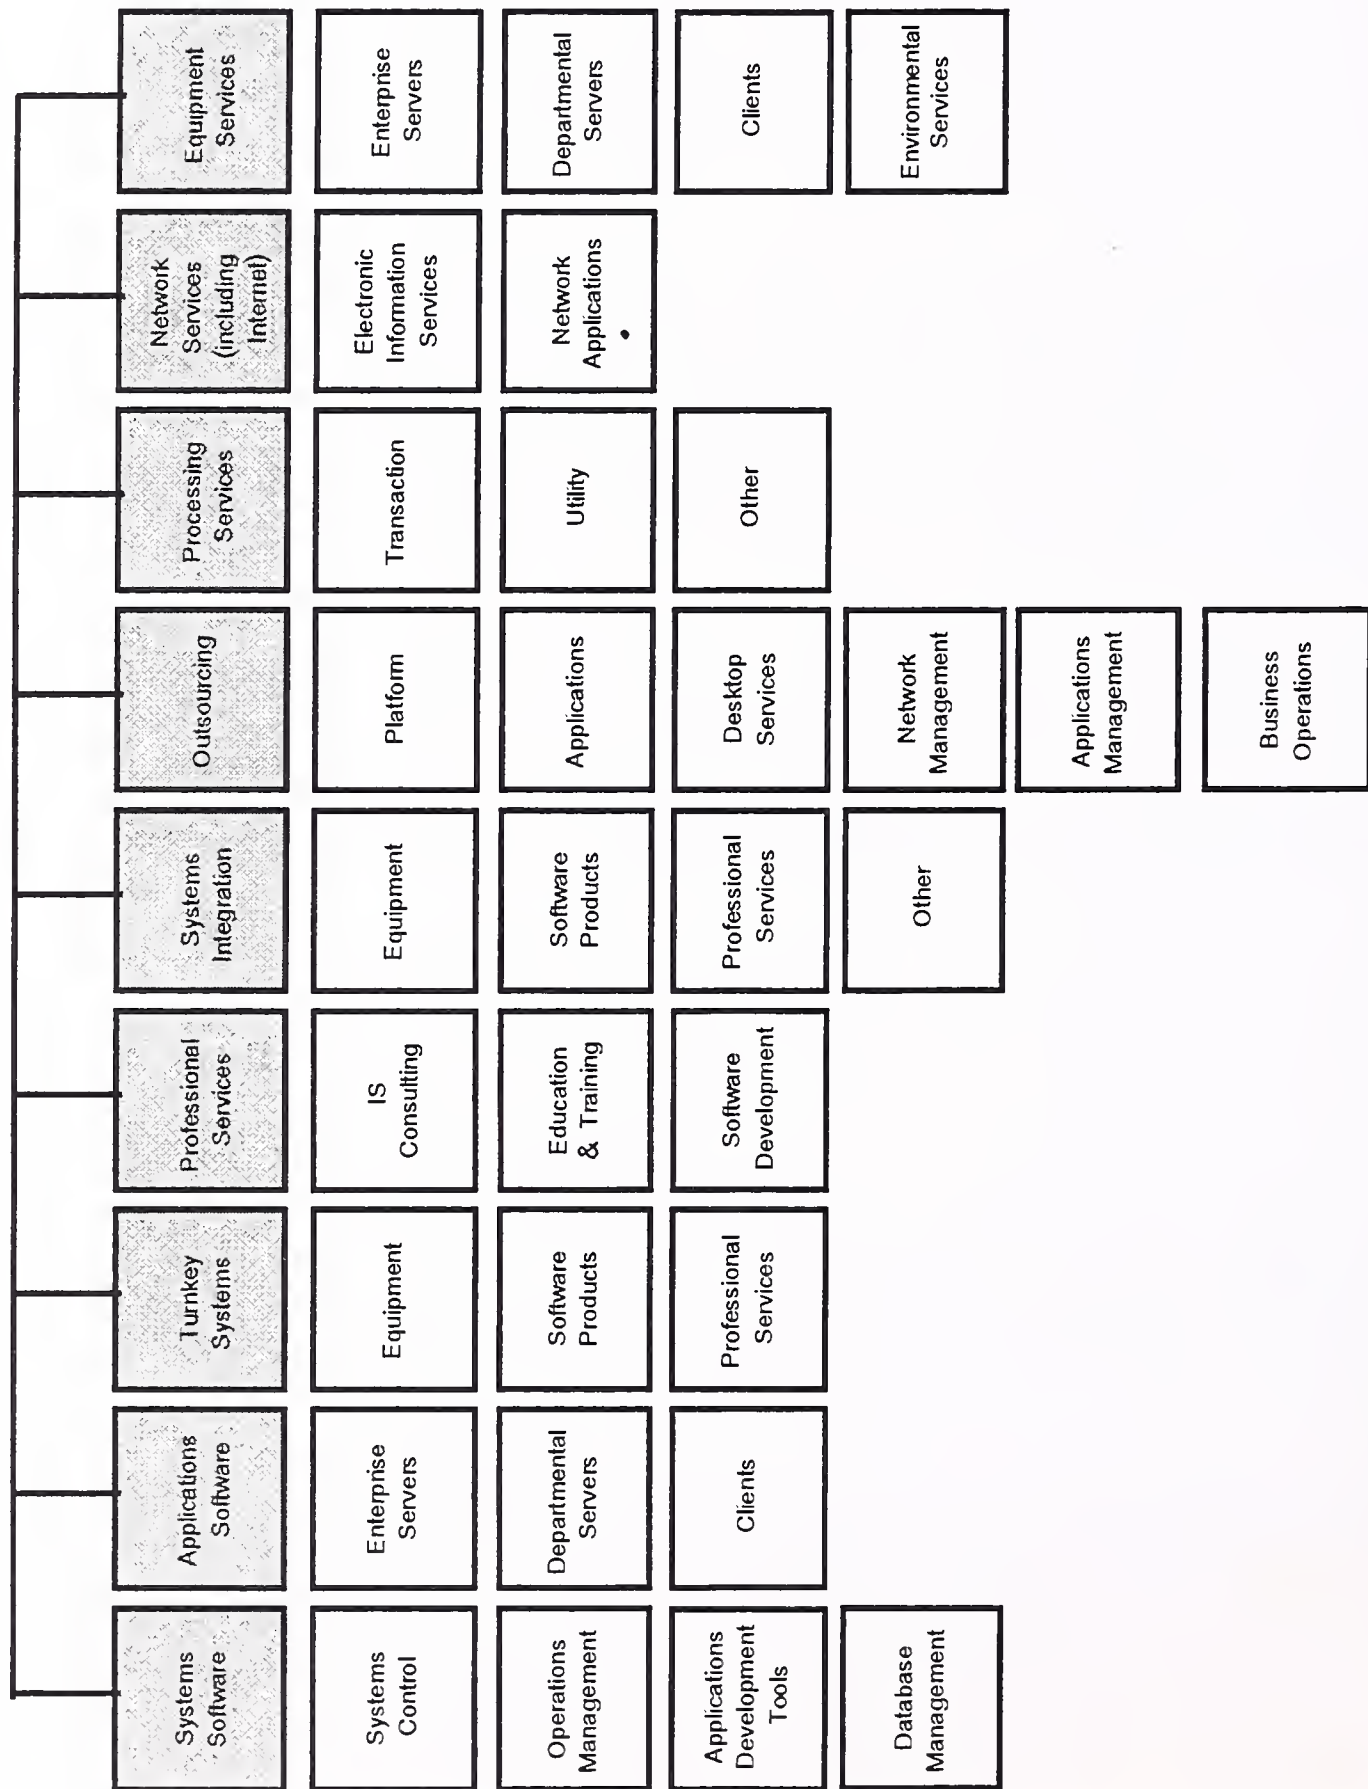 Systems
Software
Systems
Control
Operations
Management
Applications
Development
Tools
Database
Management
Applications
Software
Enterprise
Servers
Departmental
Servers
Clients
Turnkey
Systems
Equipment
Software
Products
Professional
Services
Professional
Services
IS
Consulting
Education
& Training
Software
Development
Systems
Integration
Equipment
Software
Products
Professional
Services
Other
Outsourcing
Platform
Applications
Desktop
Services
Network
Management
Applications
Management
Business
Operations
Processing
Services
Transaction
Utility
Other
Network
Services
(including
Internet)
Electronic
Information
Services
Network
Applications
Equipment
Services
Enterprise
Servers
Departmental
Servers
Clients
Environmental
Services